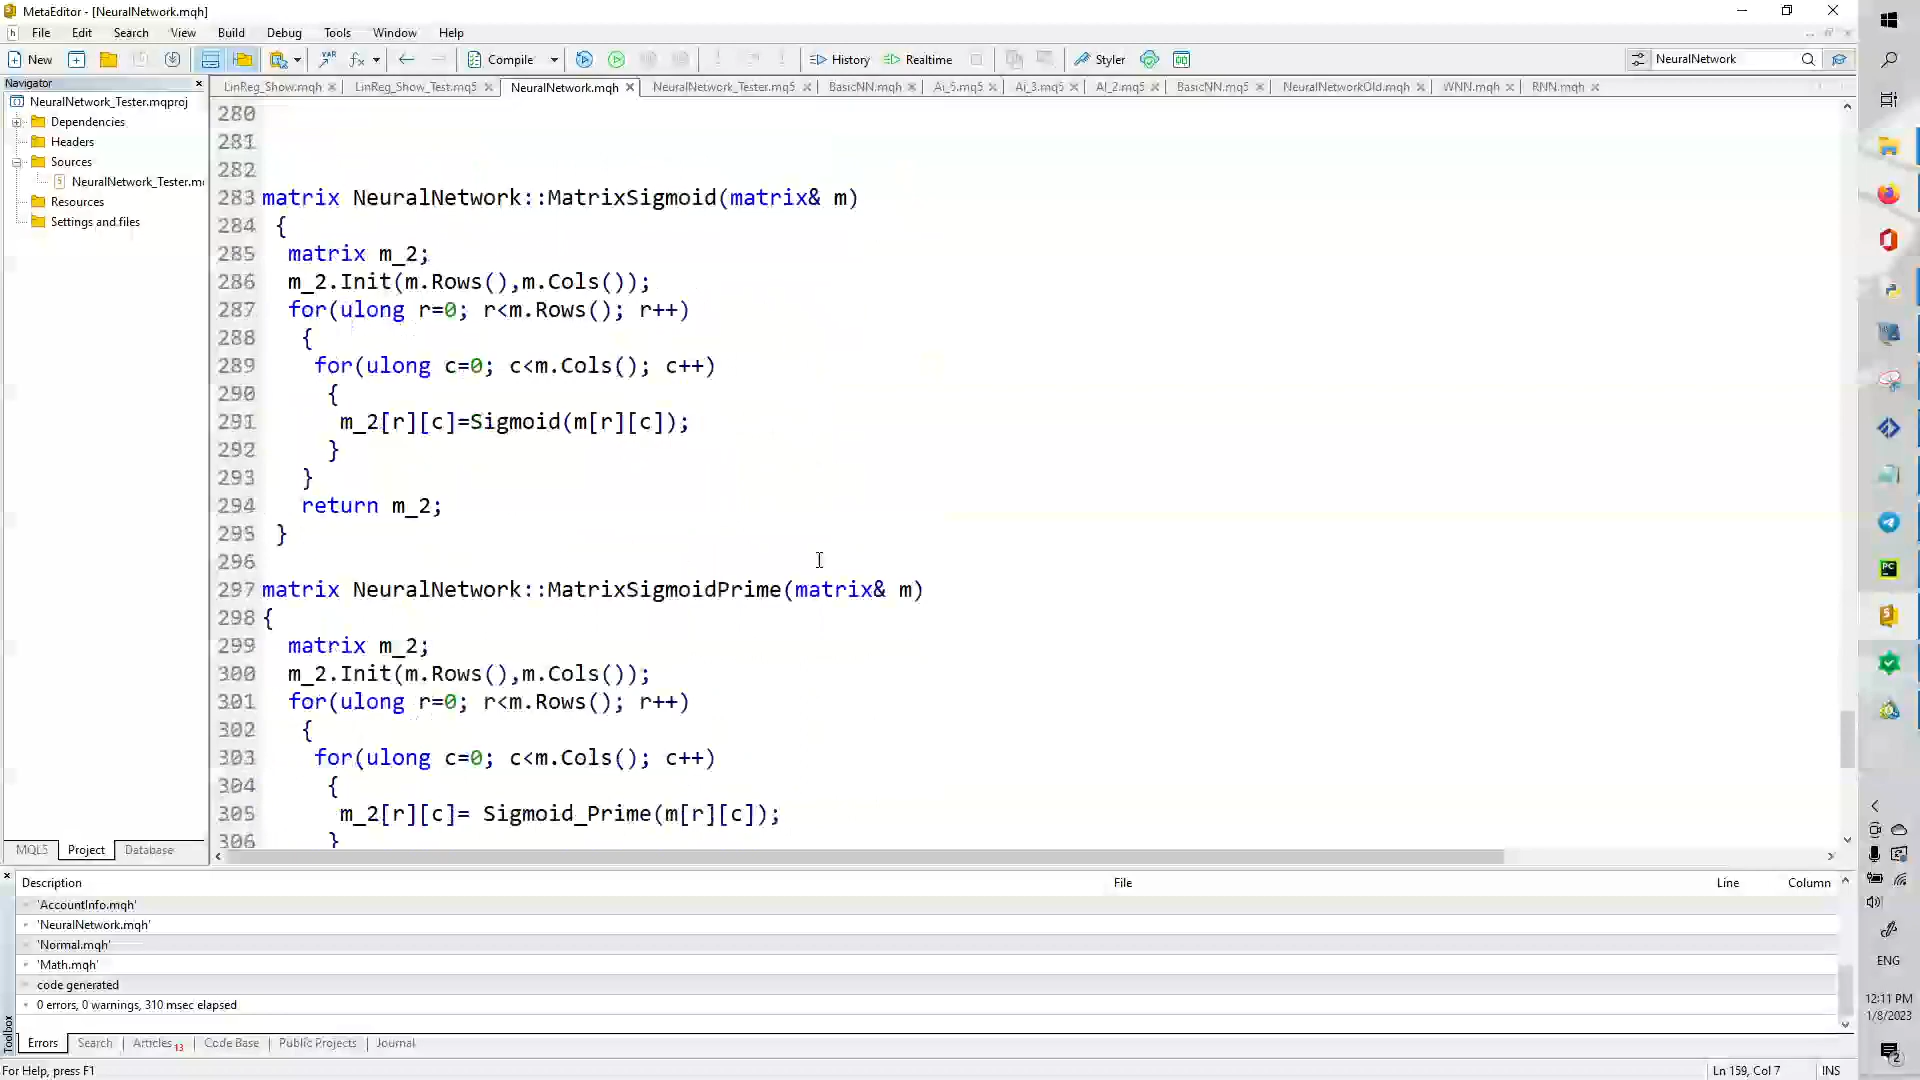 MetaEditor - [NeuralNetwork.mqh]
File Edit Search View Build Debug Tools Window Help
New Compile History Realtime Styler NeuralNetwork
Navigator
LinReg_Show.mqh LinReg_Show_Test.mq5 NeuralNetwork.mqh NeuralNetwork_Tester.mq5 BasicNN.mqh Ai_5.mq5 Ai_3.mq5 AI_2.mq5 BasicNN.mq5 NeuralNetworkOld.mqh WNN.mqh RNN.mqh
NeuralNetwork_Tester.mqproj
Dependencies
Headers
Sources
NeuralNetwork_Tester.mq
Resources
Settings and files
MQL5 Project Database
280
281
282
283 matrix NeuralNetwork::MatrixSigmoid(matrix& m)
284 {
285 matrix m_2;
286 m_2.Init(m.Rows(),m.Cols());
287 for(ulong r=0; r<m.Rows(); r++)
288 {
289 for(ulong c=0; c<m.Cols(); c++)
290 {
291 m_2[r][c]=Sigmoid(m[r][c]);
292 }
293 }
294 return m_2;
295 }
296
297 matrix NeuralNetwork::MatrixSigmoidPrime(matrix& m)
298 {
299 matrix m_2;
300 m_2.Init(m.Rows(),m.Cols());
301 for(ulong r=0; r<m.Rows(); r++)
302 {
303 for(ulong c=0; c<m.Cols(); c++)
304 {
305 m_2[r][c]= Sigmoid_Prime(m[r][c]);
306 }
Description File Line Column
'AccountInfo.mqh'
'NeuralNetwork.mqh'
'Normal.mqh'
'Math.mqh'
code generated
0 errors, 0 warnings, 310 msec elapsed
Toolbox
Errors Search Articles 13 Code Base Public Projects Journal
For Help, press F1 Ln 159, Col 7 INS
ENG
12:11 PM
1/8/2023
2